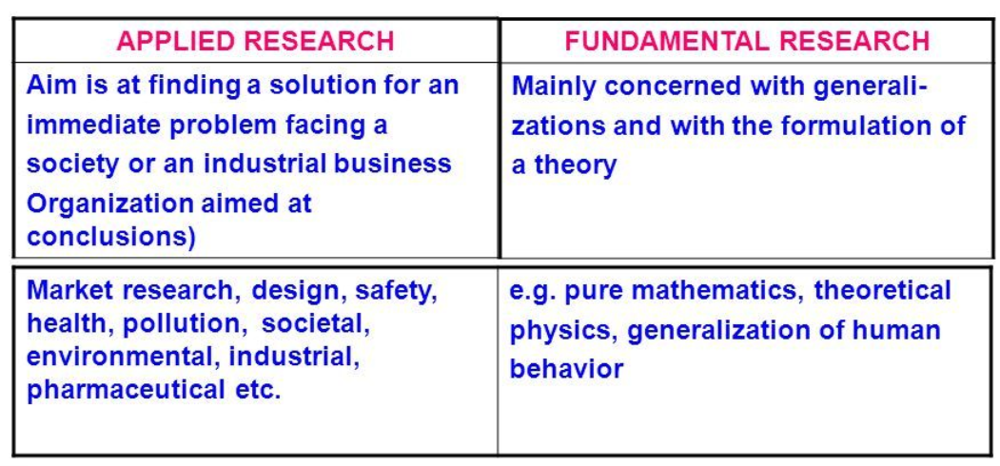 APPLIED RESEARCH
FUNDAMENTAL RESEARCH
Aim is at finding a solution for an
immediate problem facing a
society or an industrial business
Organization aimed at
conclusions)
Mainly concerned with generali-
zations and with the formulation of
a theory
Market research, design, safety,
health, pollution, societal,
environmental, industrial,
pharmaceutical etc.
e.g. pure mathematics, theoretical
physics, generalization of human
behavior